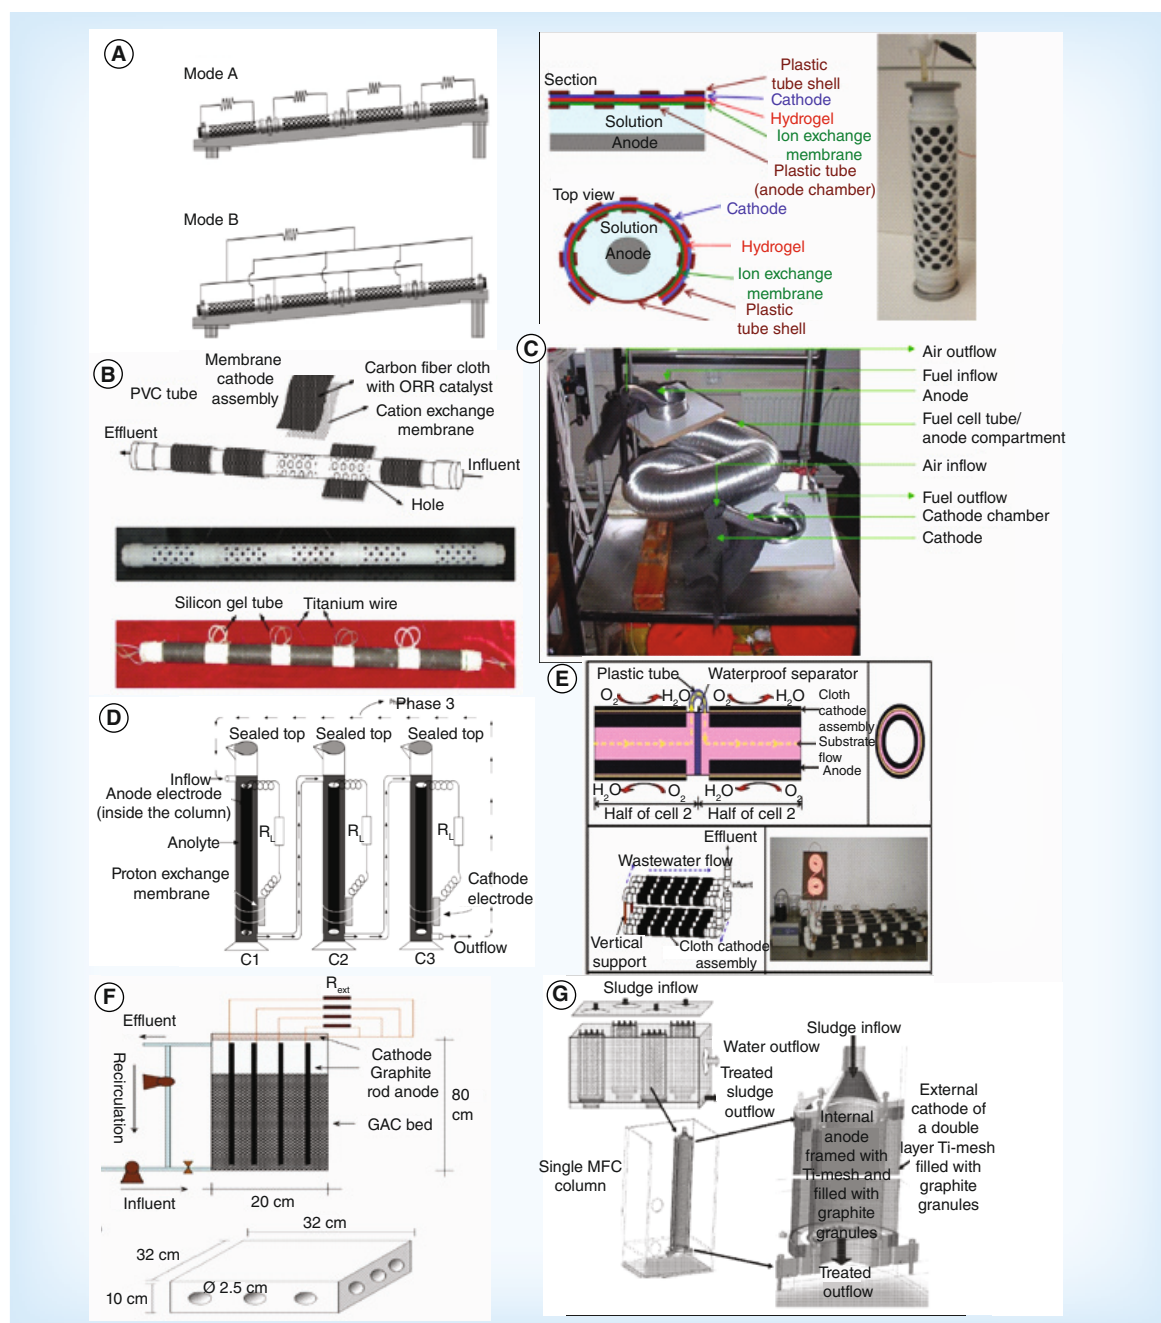 A
Mode A
Mode B
Section
Plastic
tube shell
Cathode
Hydrogel
Ion exchange
membrane
Plastic tube
(anode chamber)
Solution
Anode
Top view
Cathode
Solution
Anode
Hydrogel
Ion exchange
membrane
Plastic
tube shell
B
PVC tube
Membrane
cathode
assembly
Carbon fiber cloth
with ORR catalyst
Cation exchange
membrane
Effluent
Influent
Hole
Silicon gel tube
Titanium wire
C
Air outflow
Fuel inflow
Anode
Fuel cell tube/
anode compartment
Air inflow
Fuel outflow
Cathode chamber
Cathode
D
Phase 3
Sealed top Sealed top Sealed top
Inflow
Anode electrode
(inside the column)
Anolyte
Proton exchange
membrane
RL RL RL
Cathode
electrode
Outflow
C1 C2 C3
E
Plastic tube
Waterproof separator
O2 H2O O2 H2O
Cloth
cathode
assembly
Substrate
flow
Anode
H2O O2 H2O O2
Half of cell 2 Half of cell 2
Effluent
Wastewater flow
Influent
Vertical
support
Cloth cathode
assembly
F
Rext
Effluent
Recirculation
Cathode
Graphite
rod anode
GAC bed
80
cm
Influent
20 cm
32 cm
32 cm
10 cm
Ø 2.5 cm
G
Sludge inflow
Water outflow
Treated
sludge
outflow
Single MFC
column
Sludge inflow
Internal
anode
framed with
Ti-mesh and
filled with
graphite
granules
External
cathode of
a double
layer Ti-mesh
filled with
graphite
granules
Treated
outflow